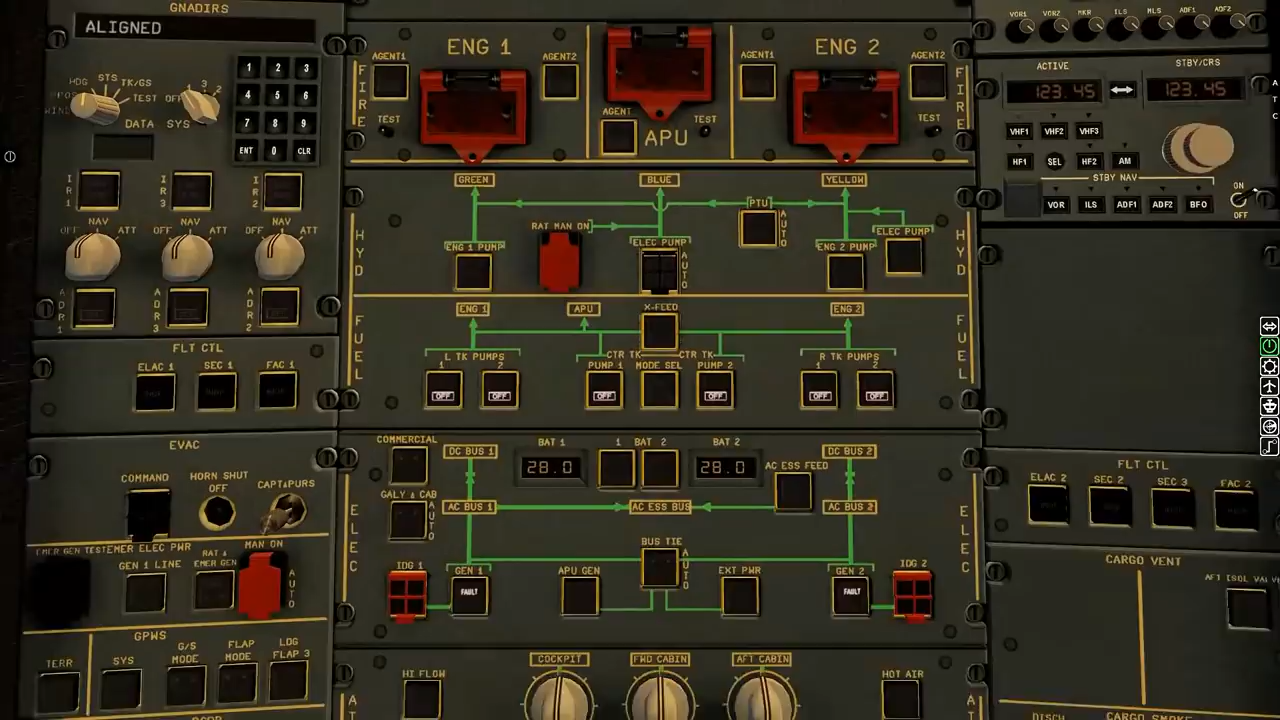 GNADIRS
ALIGNED
HDG
STS
TK/GS
TEST
OFF
3
2
DATA
SYS
1 2 3
4 5 6
7 8 9
ENT 0 CLR
IR1
IR3
IR2
NAV NAV NAV
OFF ATT OFF ATT OFF ATT
ADR1
ADR3
ADR2
FLT CTL
ELAC 1 SEC 1 FAC 1
EVAC
COMMAND
HORN SHUT OFF
CAPT&PURS
EMER GEN TEST
EMER ELEC PWR
GEN 1 LINE
RAT & EMER GEN
MAN ON
AUTO
GPWS
TERR
SYS
G/S MODE
FLAP MODE
LDG FLAP 3
FIRE
AGENT1
ENG 1
AGENT2
TEST
AGENT
APU
TEST
AGENT1
ENG 2
AGENT2
TEST
FIRE
HYD
GREEN
BLUE
YELLOW
PTU
AUTO
RAT MAN ON
ENG 1 PUMP
ELEC PUMP
AUTO
ENG 2 PUMP
ELEC PUMP
HYD
FUEL
ENG 1
APU
X-FEED
ENG 2
L TK PUMPS
1 2
CTR TK
PUMP 1
MODE SEL
CTR TK
PUMP 2
R TK PUMPS
1 2
OFF OFF OFF OFF OFF OFF
FUEL
ELEC
COMMERCIAL
DC BUS 1
BAT 1
28.0
1 BAT 2
BAT 2
28.0
DC BUS 2
AC ESS FEED
GALY & CAB
AUTO
AC BUS 1
AC ESS BUS
AC BUS 2
BUS TIE
AUTO
IDG 1
GEN 1
FAULT
APU GEN
EXT PWR
GEN 2
FAULT
IDG 2
ELEC
HI FLOW
COCKPIT
FWD CABIN
AFT CABIN
HOT AIR
VOR1 VOR2 MKR ILS MLS ADF1 ADF2
ACTIVE
STBY/CRS
123.45
123.45
VHF1 VHF2 VHF3
HF1 SEL HF2 AM
STBY NAV
VOR ILS ADF1 ADF2 BFO
ON
OFF
ATC
FLT CTL
ELAC 2 SEC 2 SEC 3 FAC 2
CARGO VENT
AFT ISOL VALV
CARGO SMOKE
DISCH